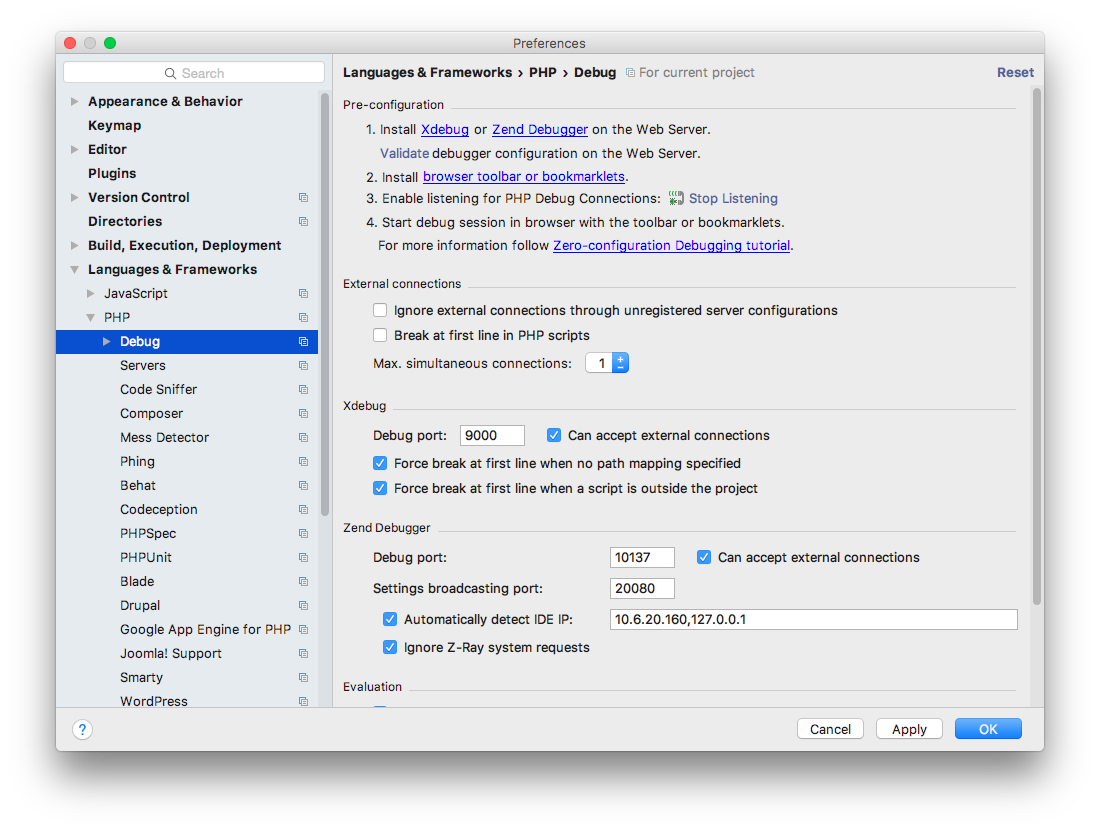 Preferences
Search
Appearance & Behavior
Keymap
Editor
Plugins
Version Control
Directories
Build, Execution, Deployment
Languages & Frameworks
JavaScript
PHP
Debug
Servers
Code Sniffer
Composer
Mess Detector
Phing
Behat
Codeception
PHPSpec
PHPUnit
Blade
Drupal
Google App Engine for PHP
Joomla! Support
Smarty
WordPress
Languages & Frameworks › PHP › Debug For current project Reset
Pre-configuration
1. Install Xdebug or Zend Debugger on the Web Server.
Validate debugger configuration on the Web Server.
2. Install browser toolbar or bookmarklets.
3. Enable listening for PHP Debug Connections: Stop Listening
4. Start debug session in browser with the toolbar or bookmarklets.
For more information follow Zero-configuration Debugging tutorial.
External connections
Ignore external connections through unregistered server configurations
Break at first line in PHP scripts
Max. simultaneous connections: 1
Xdebug
Debug port: 9000 Can accept external connections
Force break at first line when no path mapping specified
Force break at first line when a script is outside the project
Zend Debugger
Debug port: 10137 Can accept external connections
Settings broadcasting port: 20080
Automatically detect IDE IP: 10.6.20.160,127.0.0.1
Ignore Z-Ray system requests
Evaluation
? Cancel Apply OK